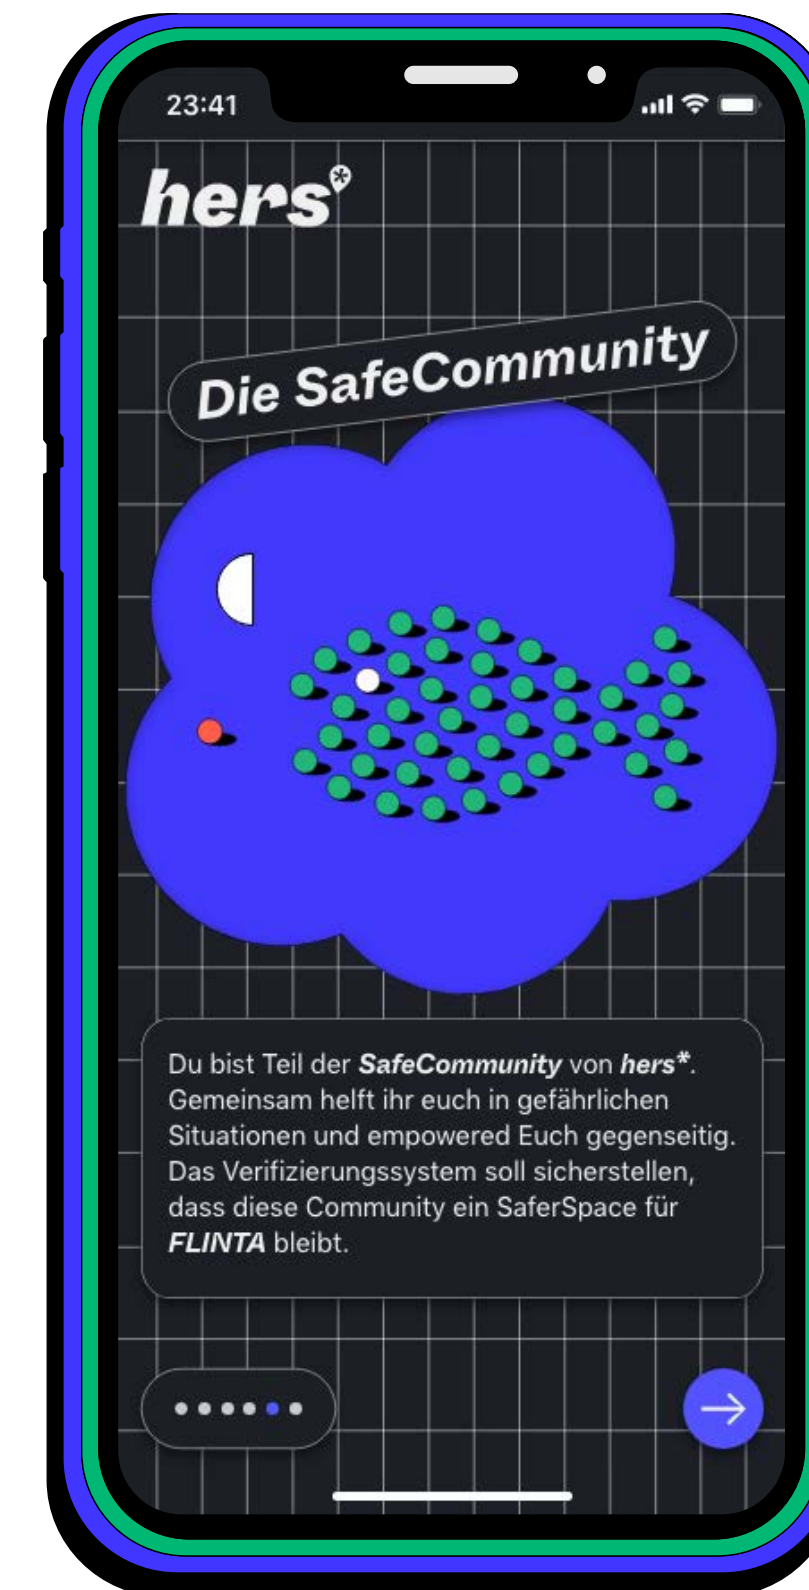 23:41
hers*
Die SafeCommunity
Du bist Teil der SafeCommunity von hers*.
Gemeinsam helft ihr euch in gefährlichen
Situationen und empowered Euch gegenseitig.
Das Verifizierungssystem soll sicherstellen,
dass diese Community ein SaferSpace für
FLINTA bleibt.